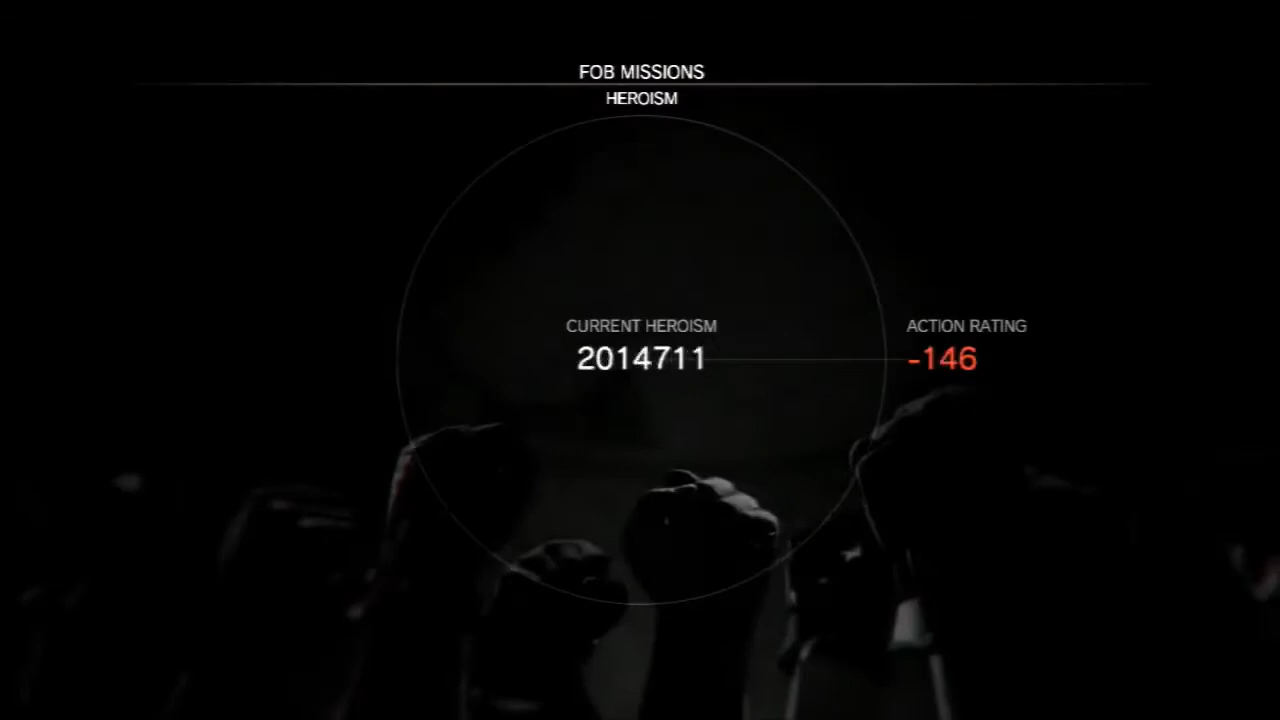 FOB MISSIONS
HEROISM
CURRENT HEROISM
2014711
ACTION RATING
-146